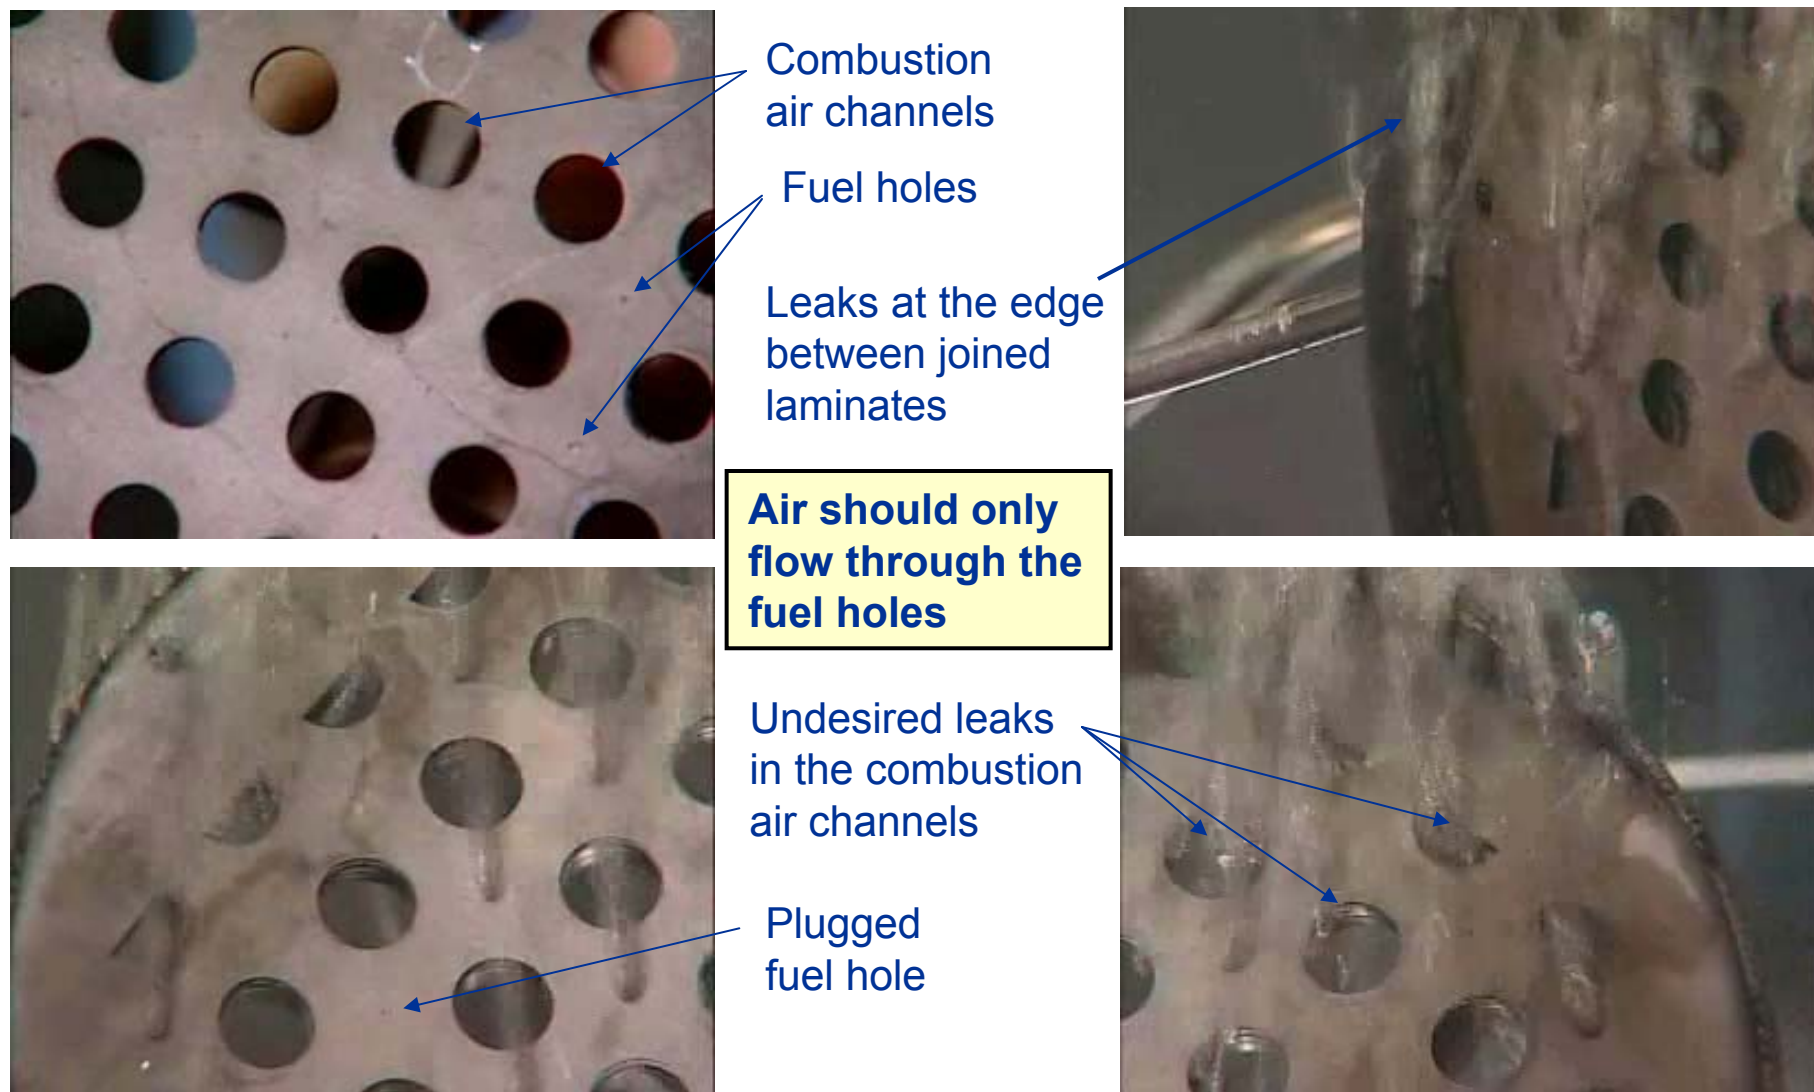 Combustion
air channels
Fuel holes
Leaks at the edge
between joined
laminates
Air should only
flow through the
fuel holes
Undesired leaks
in the combustion
air channels
Plugged
fuel hole